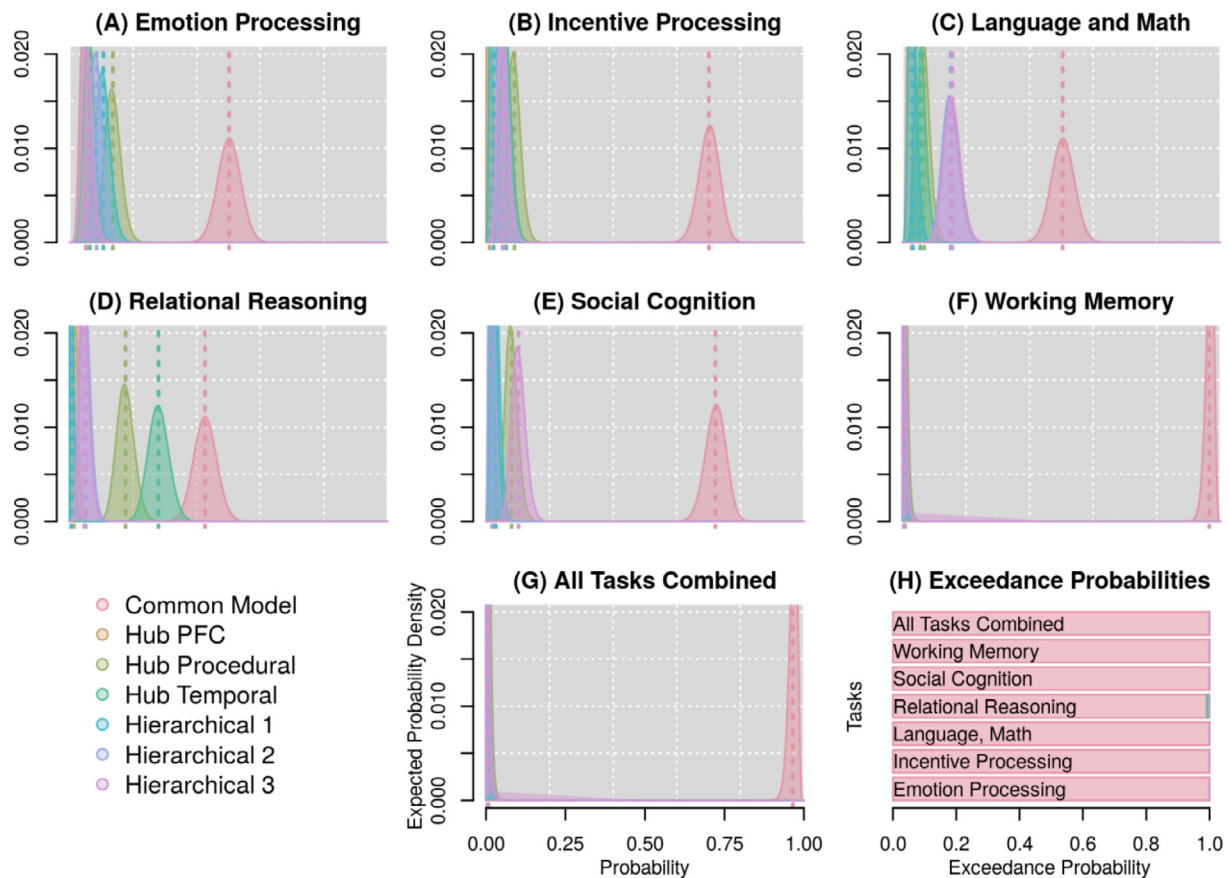 (A) Emotion Processing
(B) Incentive Processing
(C) Language and Math
0.020
0.010
0.000
0.020
0.010
0.000
0.020
0.010
0.000
(D) Relational Reasoning
(E) Social Cognition
(F) Working Memory
0.020
0.010
0.000
0.020
0.010
0.000
0.020
0.010
0.000
Common Model
Hub PFC
Hub Procedural
Hub Temporal
Hierarchical 1
Hierarchical 2
Hierarchical 3
(G) All Tasks Combined
Expected Probability Density
0.020
0.010
0.000
0.00 0.25 0.50 0.75 1.00
Probability
(H) Exceedance Probabilities
Tasks
All Tasks Combined
Working Memory
Social Cognition
Relational Reasoning
Language, Math
Incentive Processing
Emotion Processing
0.0 0.2 0.4 0.6 0.8 1.0
Exceedance Probability